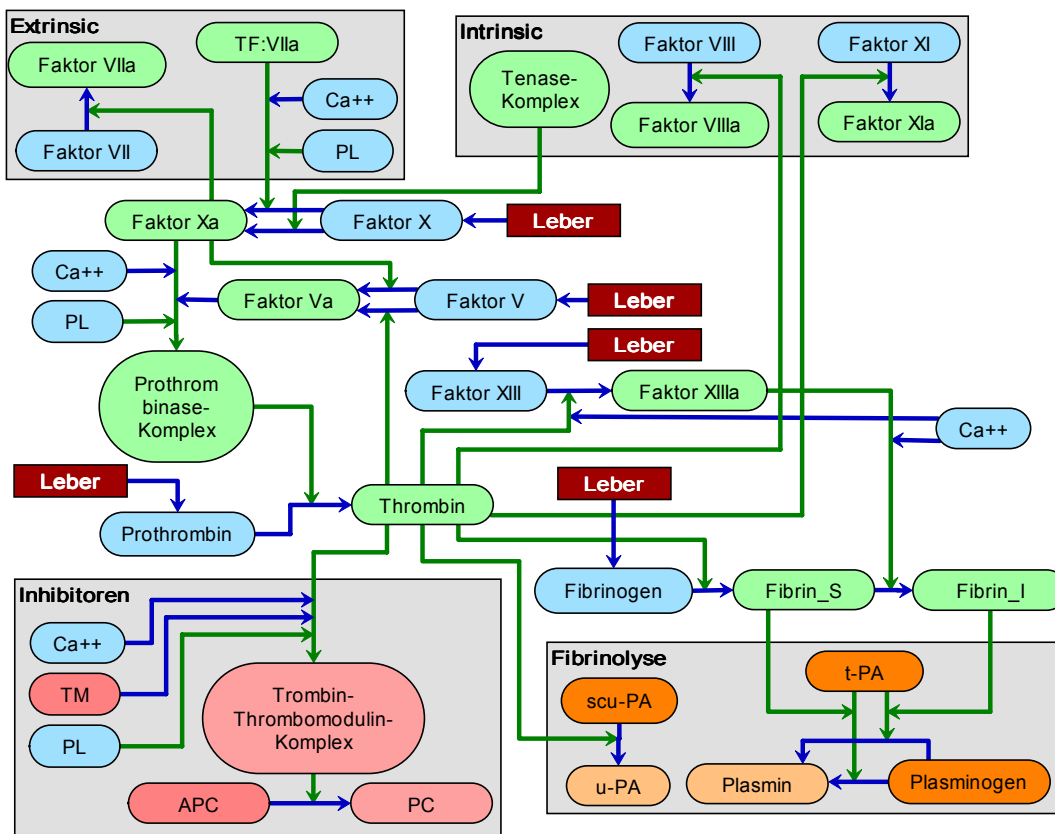 Extrinsic
TF:VIIa
Faktor VIIa
Ca++
Faktor VII
PL
Intrinsic
Faktor VIII
Faktor XI
Tenase-
Komplex
Faktor VIIIa
Faktor XIa
Faktor Xa
Faktor X
Leber
Ca++
Faktor Va
Faktor V
Leber
PL
Leber
Prothrom
binase-
Komplex
Faktor XIII
Faktor XIIIa
Ca++
Leber
Leber
Thrombin
Prothrombin
Fibrinogen
Fibrin_S
Fibrin_I
Inhibitoren
Ca++
TM
PL
Trombin-
Thrombomodulin-
Komplex
APC
PC
Fibrinolyse
scu-PA
t-PA
u-PA
Plasmin
Plasminogen